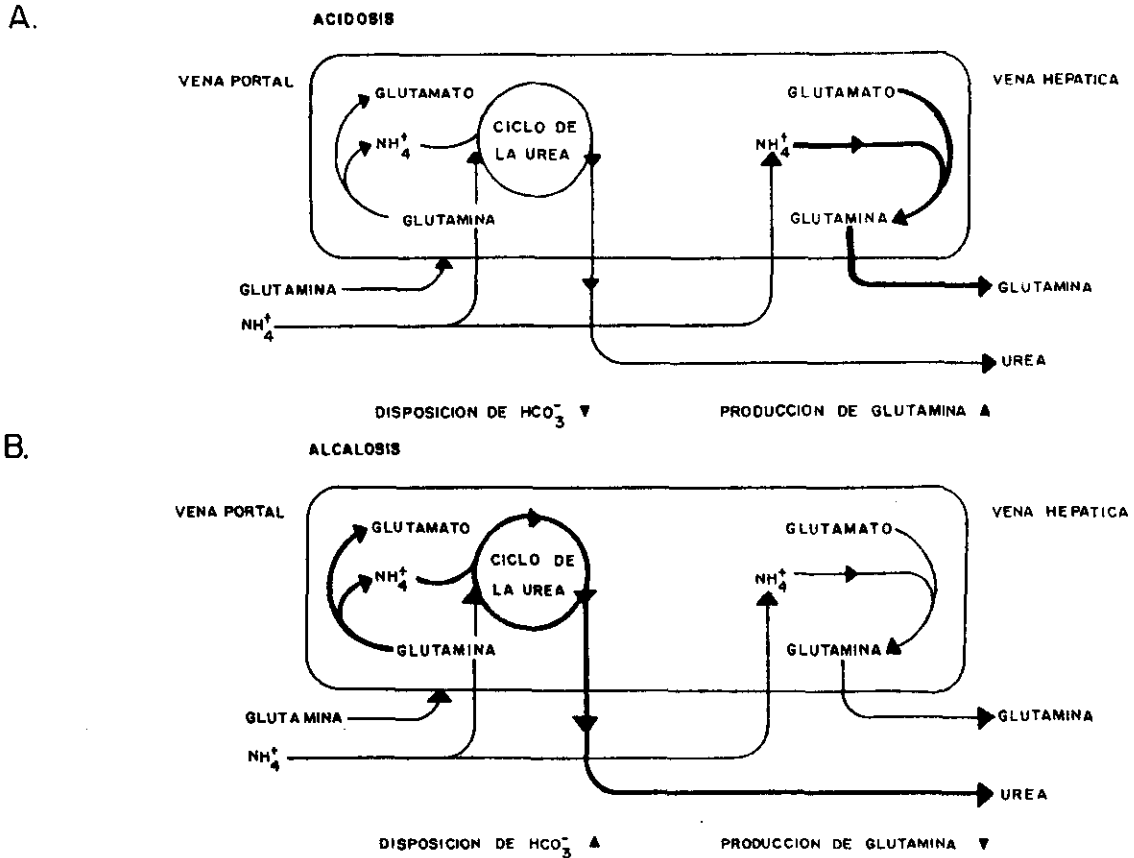 A.
ACIDOSIS
VENA PORTAL
VENA HEPATICA
GLUTAMATO
NH₄⁺
GLUTAMINA
CICLO DE
LA UREA
GLUTAMATO
NH₄⁺
GLUTAMINA
GLUTAMINA
NH₄⁺
GLUTAMINA
UREA
DISPOSICION DE HCO₃⁻ ▼
PRODUCCION DE GLUTAMINA ▲
B.
ALCALOSIS
VENA PORTAL
VENA HEPATICA
GLUTAMATO
NH₄⁺
GLUTAMINA
CICLO DE
LA UREA
GLUTAMATO
NH₄⁺
GLUTAMINA
GLUTAMINA
NH₄⁺
GLUTAMINA
UREA
DISPOSICION DE HCO₃⁻ ▲
PRODUCCION DE GLUTAMINA ▼